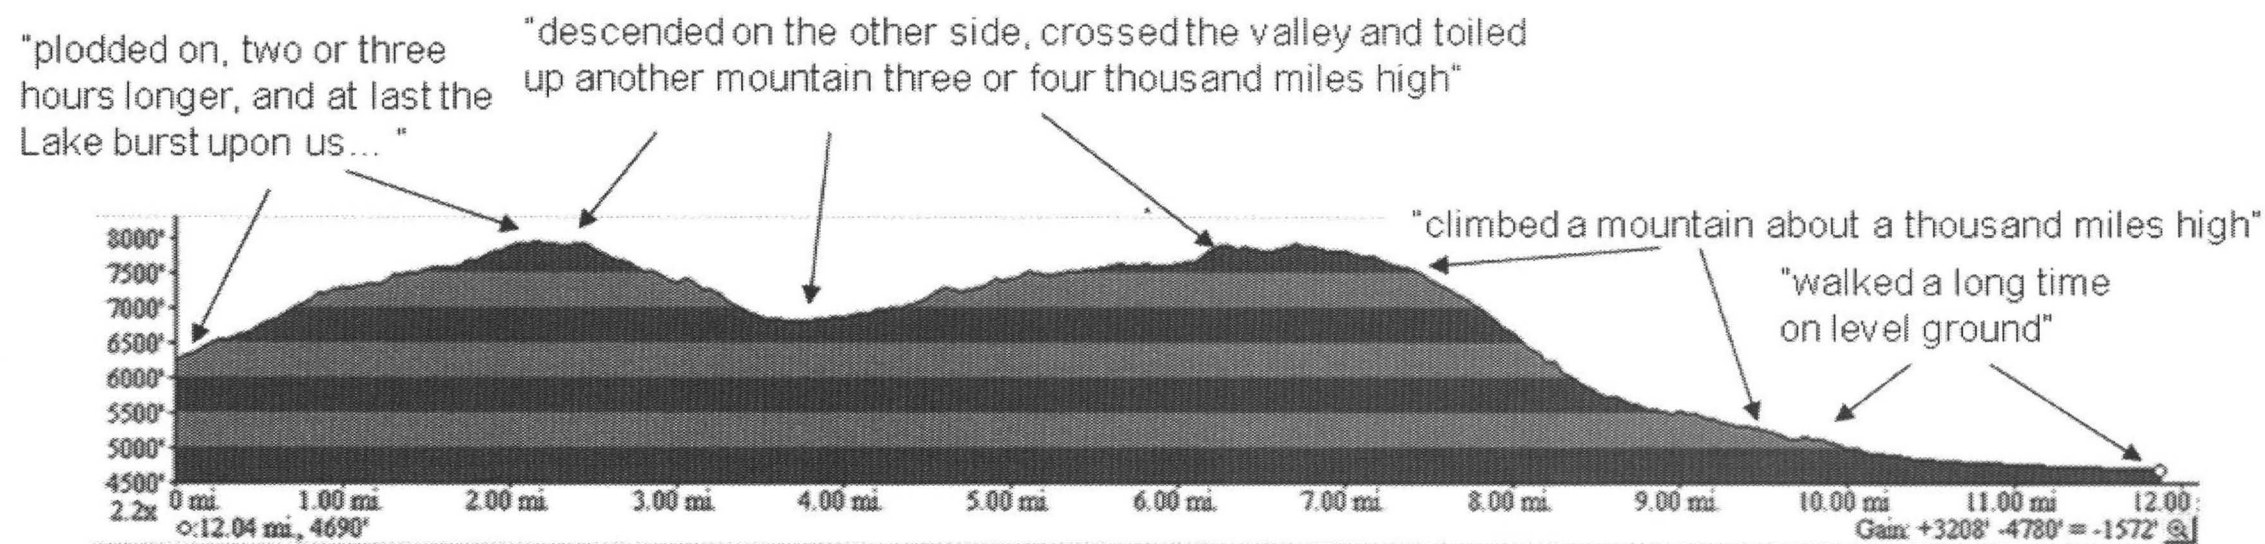 "plodded on, two or three
hours longer, and at last the
Lake burst upon us... "
"descended on the other side, crossed the valley and toiled
up another mountain three or four thousand miles high"
"climbed a mountain about a thousand miles high"
"walked a long time
on level ground"
8000'
7500'
7000'
6500'
6000'
5500'
5000'
4500'
2.2x
0 mi. 1.00 mi. 2.00 mi. 3.00 mi. 4.00 mi. 5.00 mi. 6.00 mi. 7.00 mi. 8.00 mi. 9.00 mi. 10.00 mi 11.00 mi 12.00
o:12.04 mi, 4690'
Gain: +3208' -4780' = -1572'